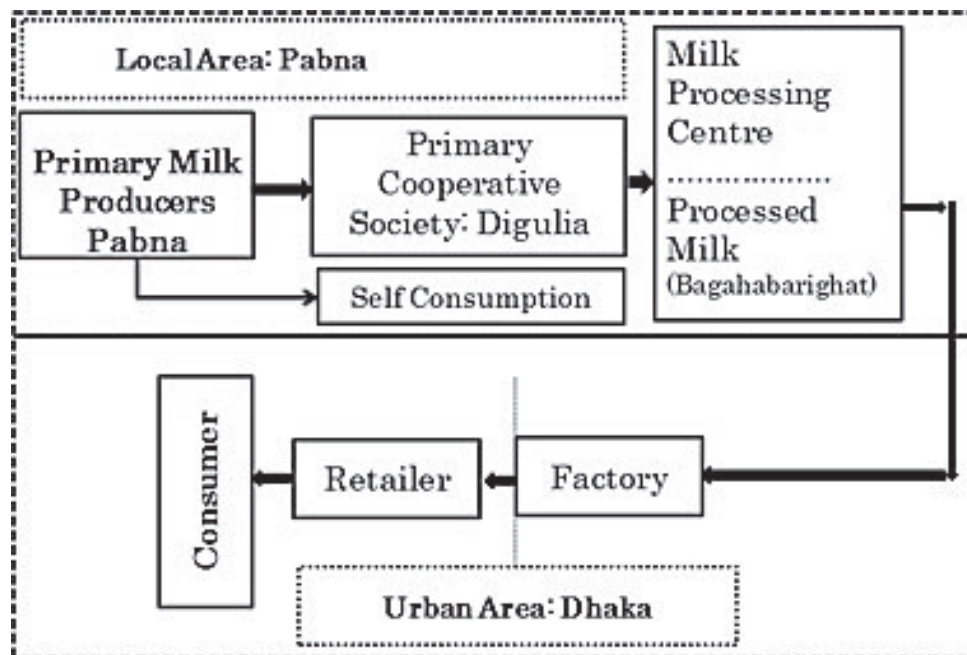 Local Area: Pabna
Primary Milk
Producers
Pabna
Primary
Cooperative
Society: Digulia
Self Consumption
Milk
Processing
Centre
Processed
Milk
(Bagahabarighat)
Consumer
Retailer
Factory
Urban Area: Dhaka